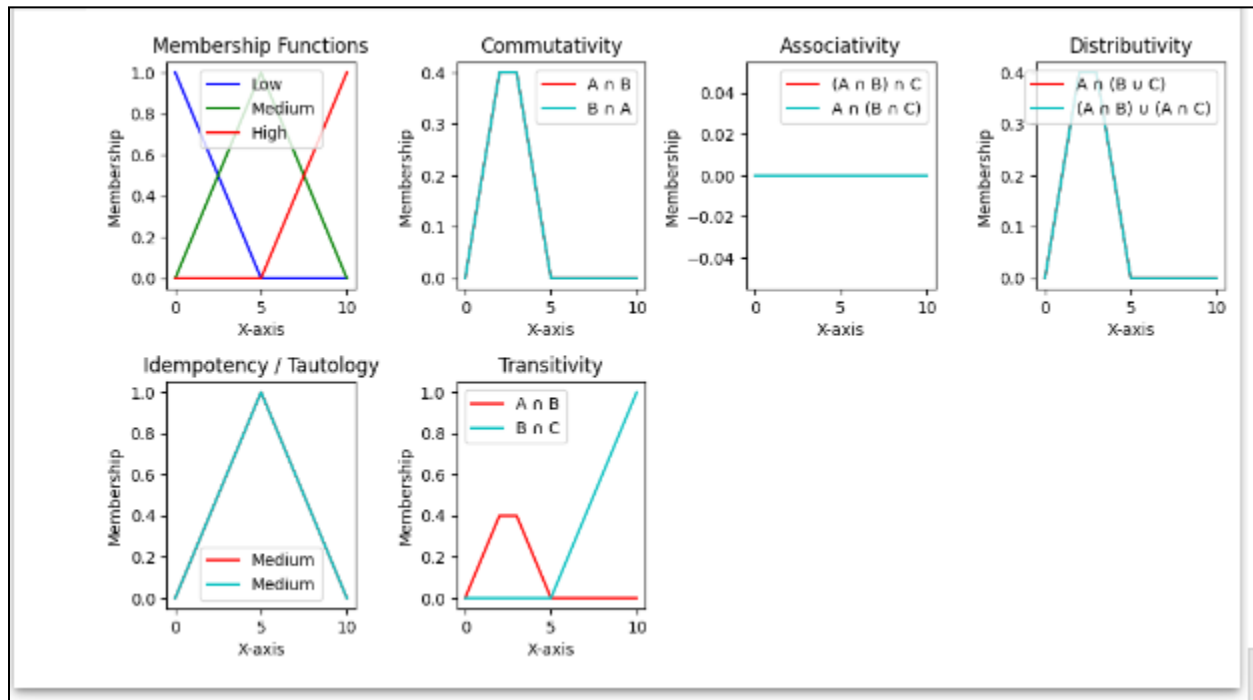 Membership Functions
Membership
1.0
0.8
0.6
0.4
0.2
0.0
Low
Medium
High
0 5 10
X-axis
Commutativity
Membership
0.4
0.3
0.2
0.1
0.0
A ∩ B
B ∩ A
0 5 10
X-axis
Associativity
Membership
0.04
0.02
0.00
−0.02
−0.04
(A ∩ B) ∩ C
A ∩ (B ∩ C)
0 5 10
X-axis
Distributivity
Membership
0.4
0.3
0.2
0.1
0.0
A ∩ (B ∪ C)
(A ∩ B) ∪ (A ∩ C)
0 5 10
X-axis
Idempotency / Tautology
Membership
1.0
0.8
0.6
0.4
0.2
0.0
Medium
Medium
0 5 10
X-axis
Transitivity
Membership
1.0
0.8
0.6
0.4
0.2
0.0
A ∩ B
B ∩ C
0 5 10
X-axis